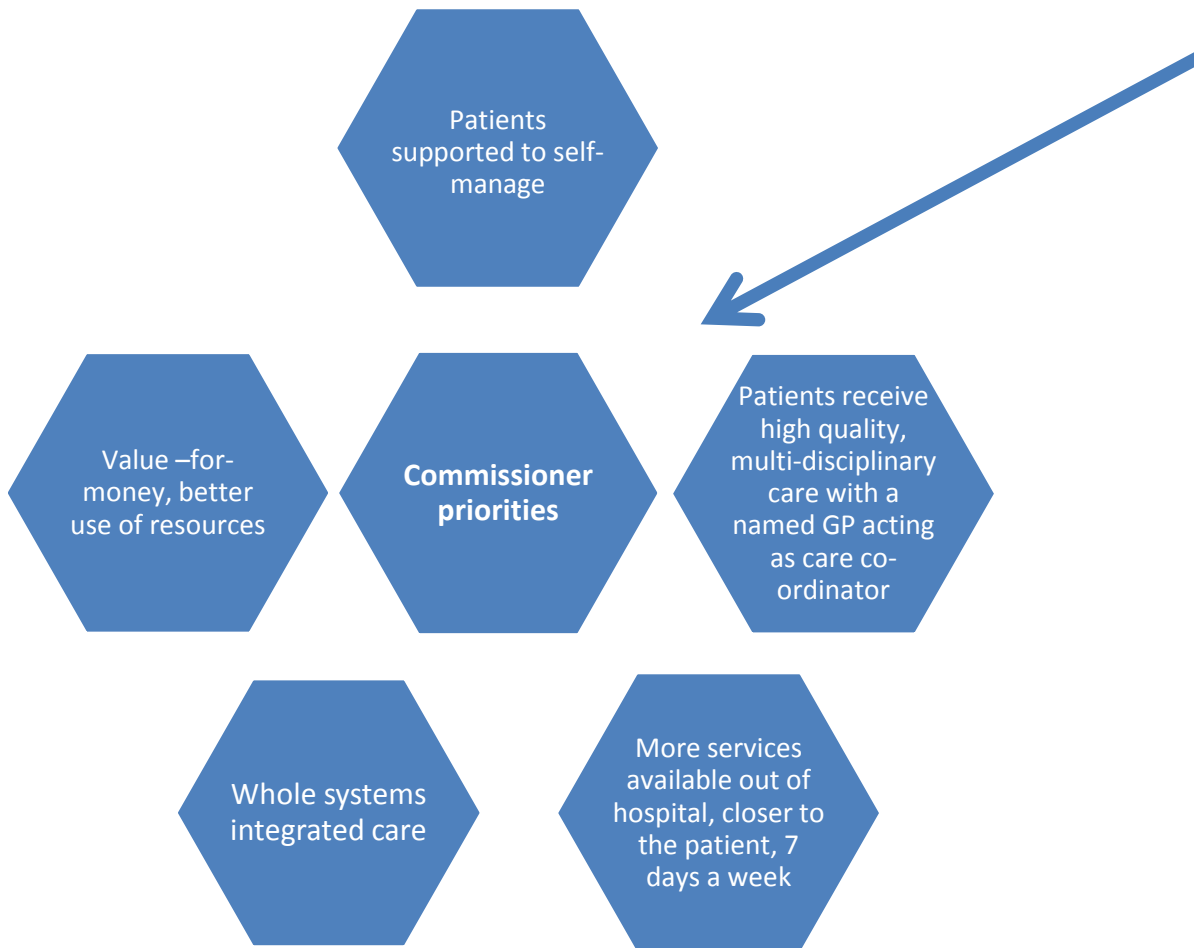 Patients
supported to self-
manage
Value –for-
money, better
use of resources
Commissioner
priorities
Patients receive
high quality,
multi-disciplinary
care with a
named GP acting
as care co-
ordinator
Whole systems
integrated care
More services
available out of
hospital, closer to
the patient, 7
days a week